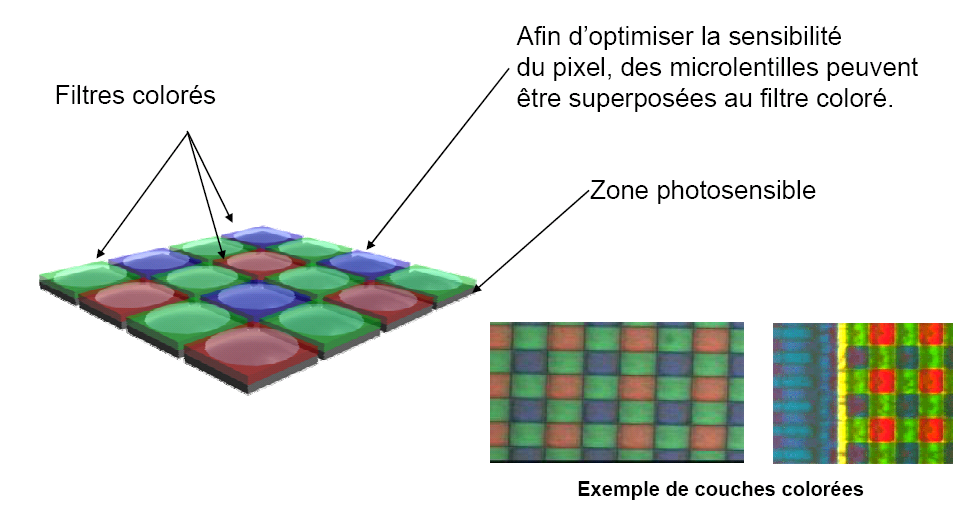 Afin d’optimiser la sensibilité
du pixel, des microlentilles peuvent
être superposées au filtre coloré.
Filtres colorés
Zone photosensible
Exemple de couches colorées